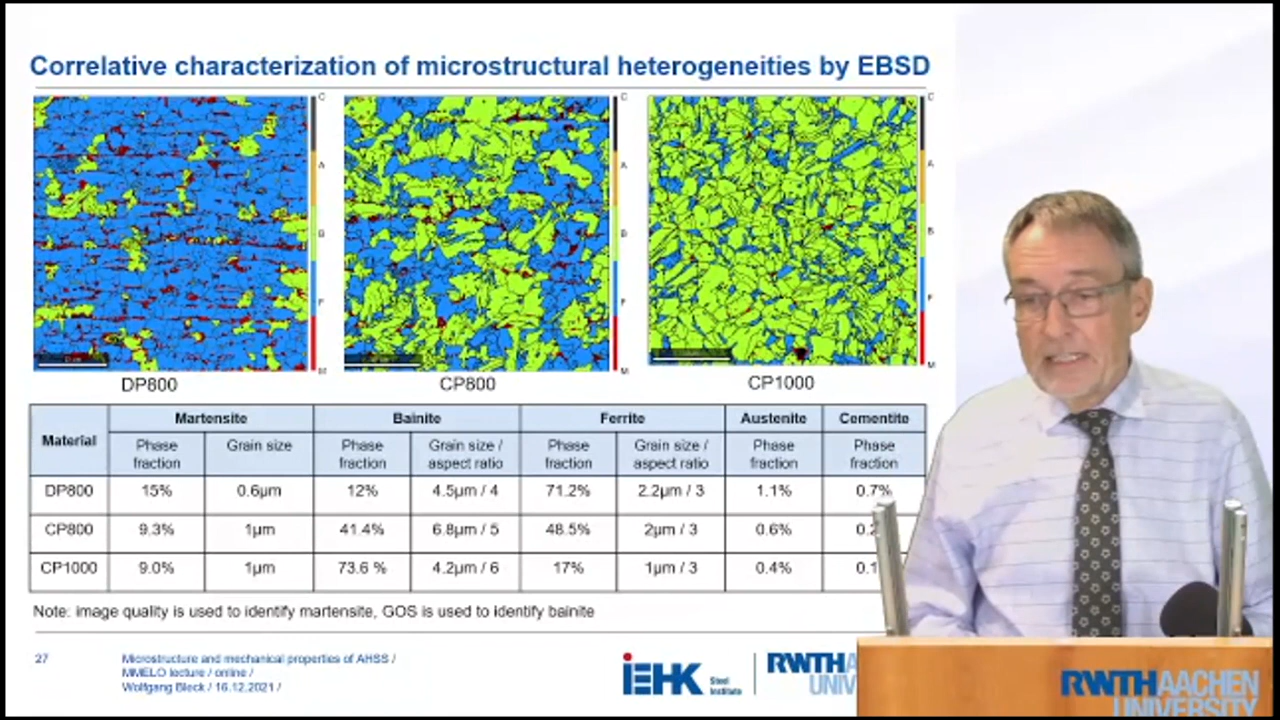 Correlative characterization of microstructural heterogeneities by EBSD
C
A
B
F
M
C
A
B
F
M
C
A
B
F
M
DP800
CP800
CP1000
Material Martensite Bainite Ferrite Austenite Cementite
Phase fraction Grain size Phase fraction Grain size / aspect ratio Phase fraction Grain size / aspect ratio Phase fraction Phase fraction
DP800 15% 0.6µm 12% 4.5µm / 4 71.2% 2.2µm / 3 1.1% 0.7%
CP800 9.3% 1µm 41.4% 6.8µm / 5 48.5% 2µm / 3 0.6%
CP1000 9.0% 1µm 73.6 % 4.2µm / 6 17% 1µm / 3 0.4%
Note: image quality is used to identify martensite, GOS is used to identify bainite
27
Microstructure and mechanical properties of AHSS /
MMELO lecture / online /
Wolfgang Bleck / 16.12.2021 /
iEHK Steel
Institute
RWTH
UNIV
RWTH AACHEN
UNIVERSITY